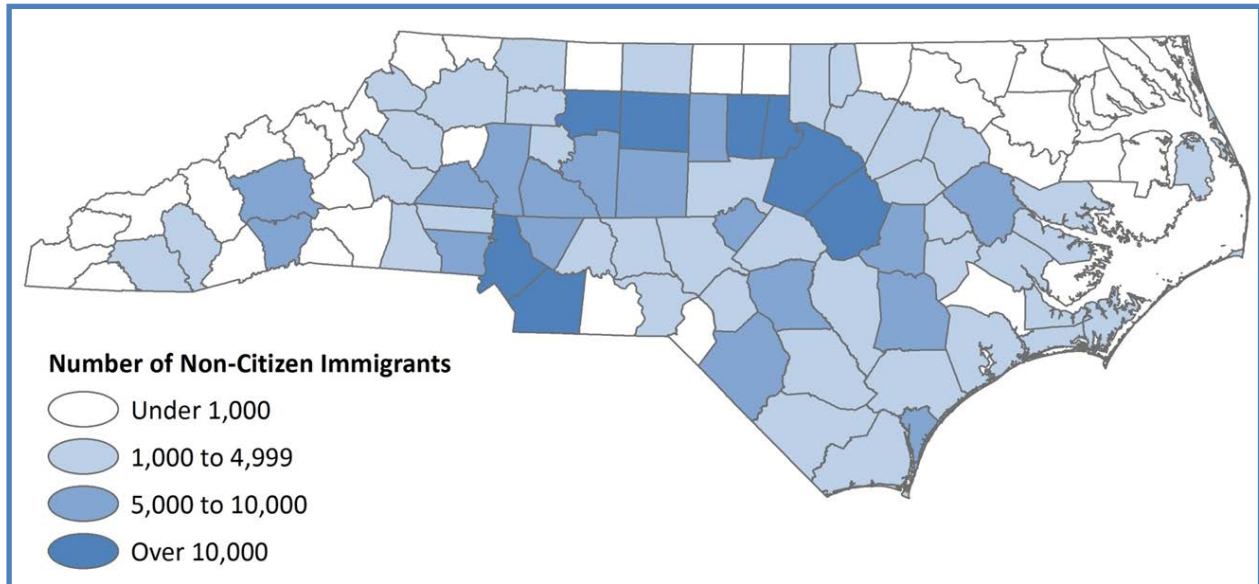 Number of Non-Citizen Immigrants
Under 1,000
1,000 to 4,999
5,000 to 10,000
Over 10,000